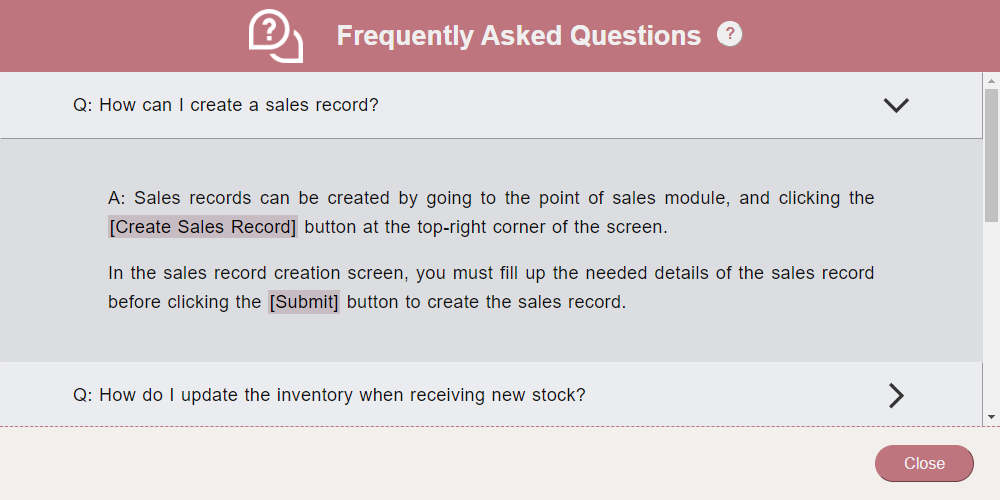 Frequently Asked Questions ?
Q: How can I create a sales record?
A: Sales records can be created by going to the point of sales module, and clicking the
[Create Sales Record] button at the top-right corner of the screen.
In the sales record creation screen, you must fill up the needed details of the sales record
before clicking the [Submit] button to create the sales record.
Q: How do I update the inventory when receiving new stock?
Close